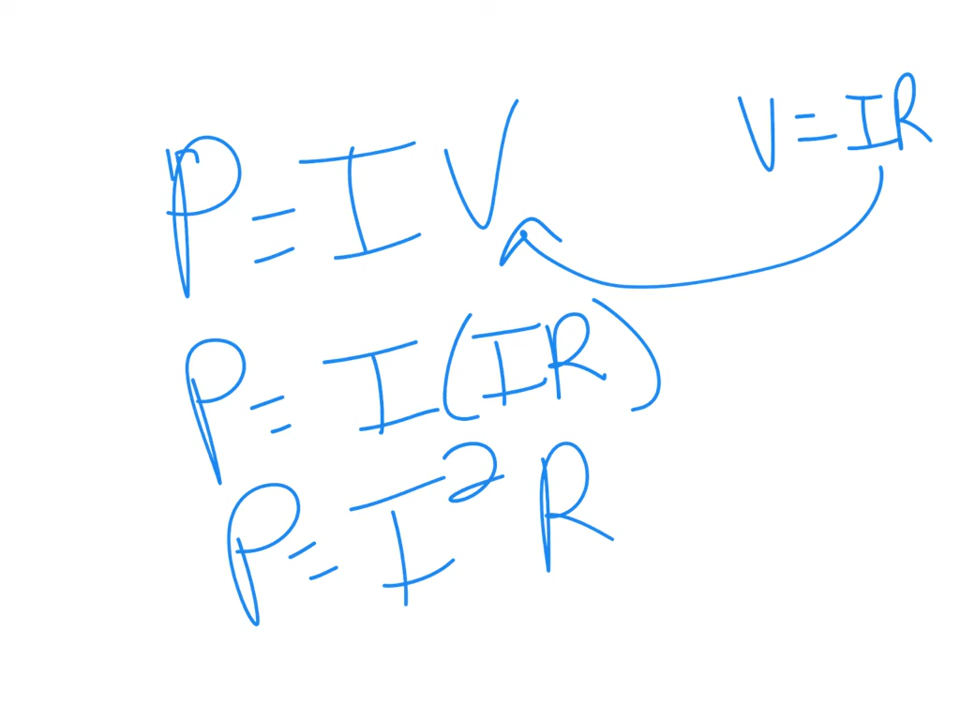 P = IV
V = IR
P = I(IR)
P = I²R